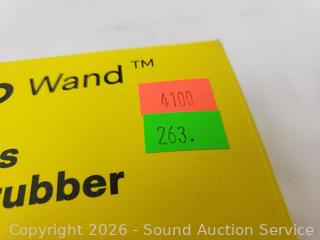 Wand™
4100
263.
s
rubber
Copyright 2026 - Sound Auction Service